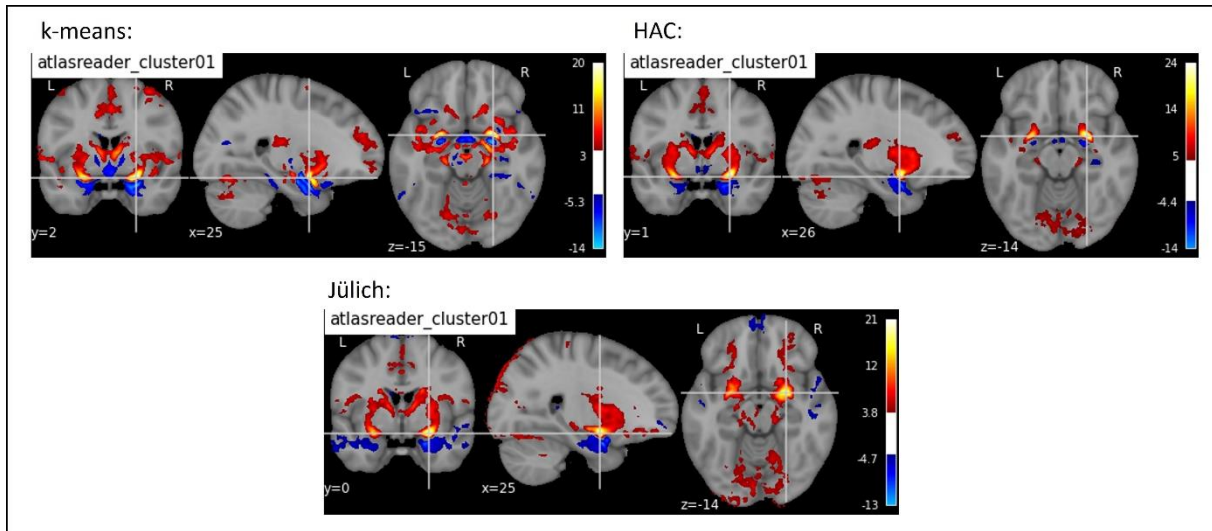 k-means:
atlasreader_cluster01
L R
20
11
3
-5.3
-14
y=2
x=25
z=-15
L R
HAC:
atlasreader_cluster01
L R
24
14
5
-4.4
-14
y=1
x=26
z=-14
L R
Jülich:
atlasreader_cluster01
L R
21
12
3.8
-4.7
-13
y=0
x=25
z=-14
L R